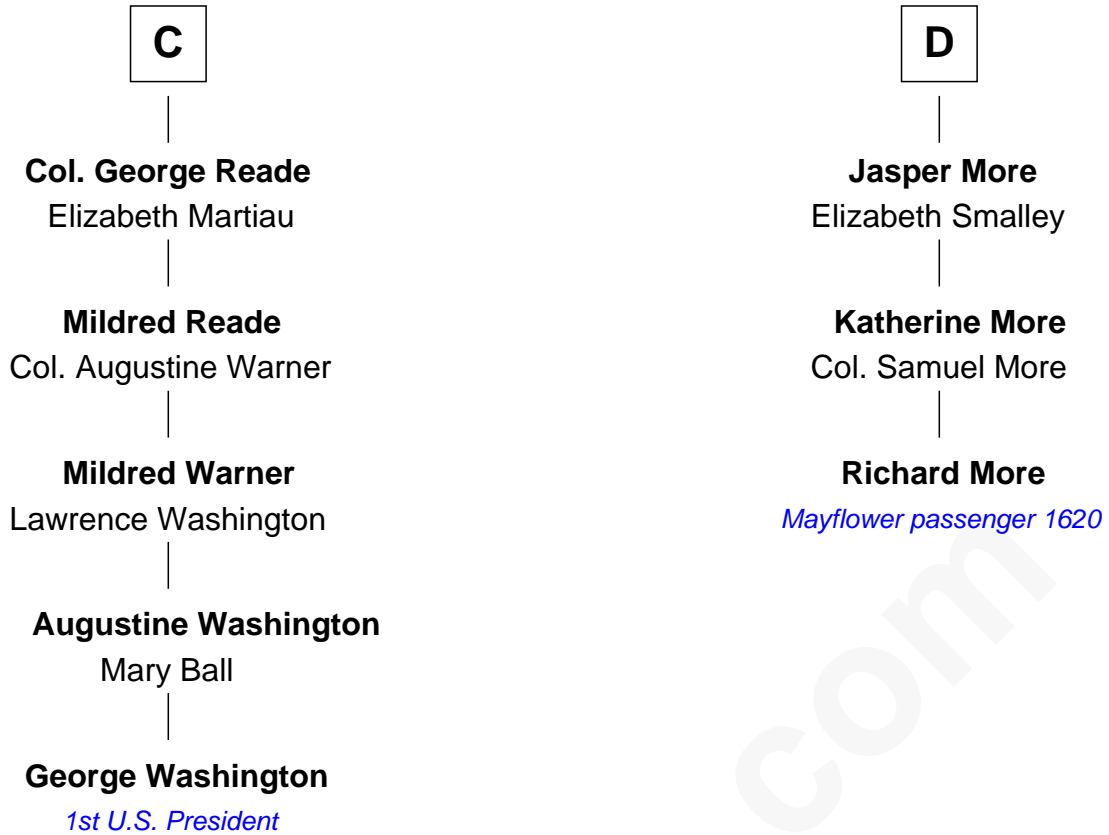 C
Col. George Reade
Elizabeth Martiau
Mildred Reade
Col. Augustine Warner
Mildred Warner
Lawrence Washington
Augustine Washington
Mary Ball
George Washington
1st U.S. President
D
Jasper More
Elizabeth Smalley
Katherine More
Col. Samuel More
Richard More
Mayflower passenger 1620
com